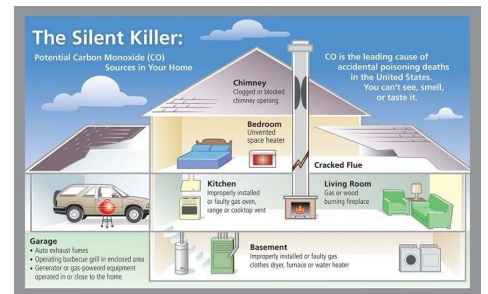 The Silent Killer:
Potential Carbon Monoxide (CO)
Sources in Your Home
CO is the leading cause of
accidental poisoning deaths
in the United States.
You can't see, smell,
or taste it.
Chimney
Clogged or blocked
chimney opening
Bedroom
Unvented
space heater
Cracked Flue
Kitchen
Improperly installed
or faulty gas oven,
range or cooktop vent
Living Room
Gas or wood
burning fireplace
Garage
• Auto exhaust fumes
• Operating barbecue grill in enclosed area
• Generator or gas-powered equipment
operated in or close to the home
Basement
Improperly installed or faulty gas
clothes dryer, furnace or water heater